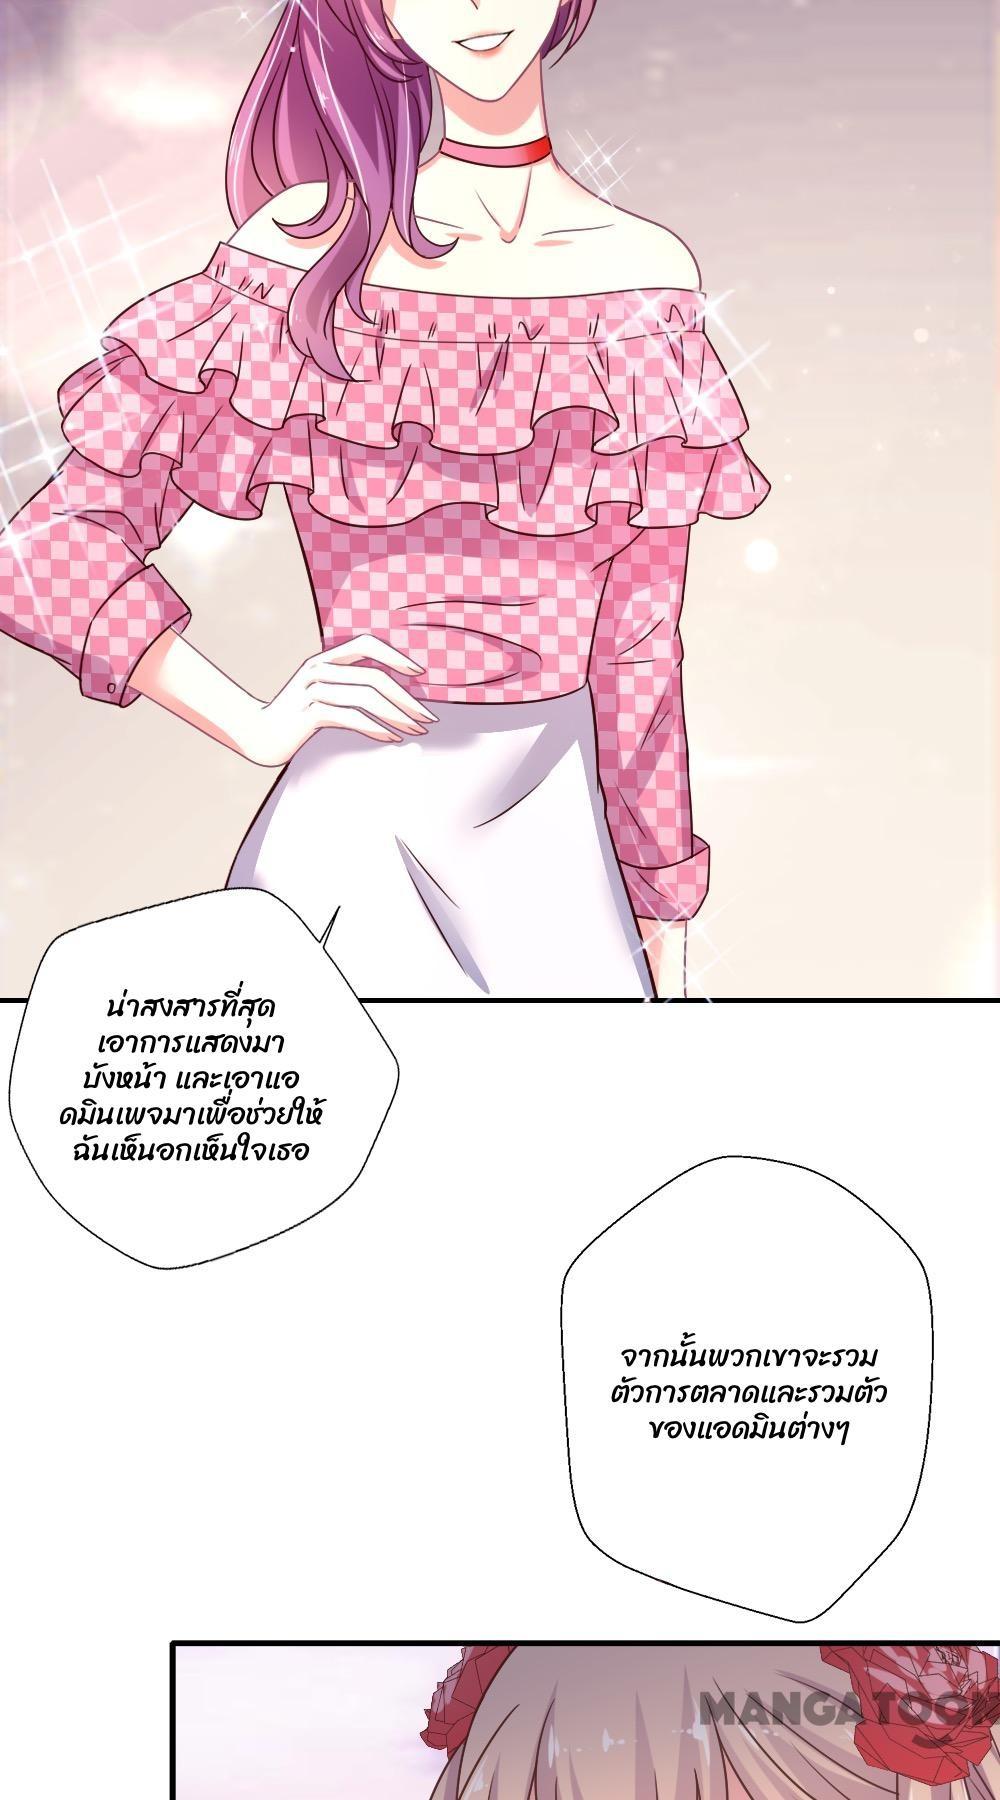 น่าสงสารที่สุด
เอาการแสดงมา
บังหน้า และเอาแอ
ดมินเพจมาเพื่อช่วยให้
ฉันเห็นอกเห็นใจเธอ
จากนั้นพวกเขาจะรวม
ตัวการตลาดและรวมตัว
ของแอดมินต่างๆ
MANGATOON